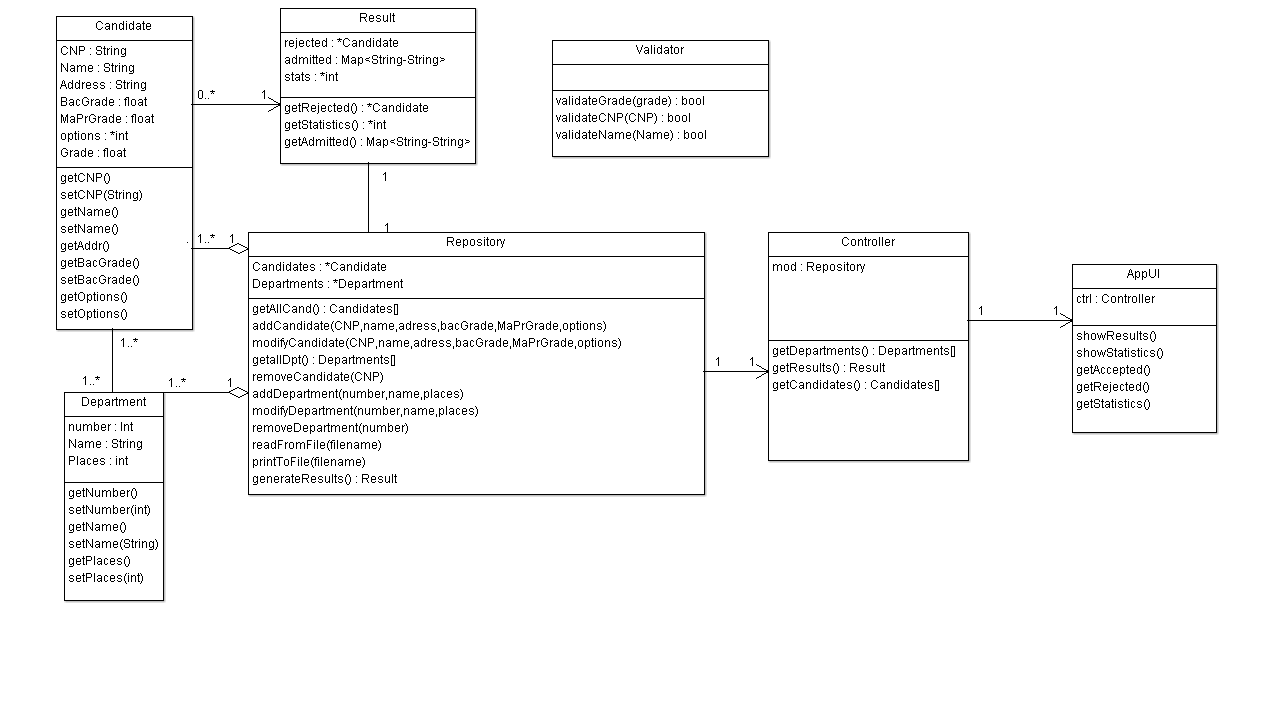 Candidate
CNP : String
Name : String
Address : String
BacGrade : float
MaPrGrade : float
options : *int
Grade : float
getCNP()
setCNP(String)
getName()
setName()
getAddr()
getBacGrade()
setBacGrade()
getOptions()
setOptions()
0..*
1
Result
rejected : *Candidate
admitted : Map<String-String>
stats : *int
getRejected() : *Candidate
getStatistics() : *int
getAdmitted() : Map<String-String>
1
1
Validator
validateGrade(grade) : bool
validateCNP(CNP) : bool
validateName(Name) : bool
1..*
1
1..*
1..*
1..*
1
Department
number : Int
Name : String
Places : int
getNumber()
setNumber(int)
getName()
setName(String)
getPlaces()
setPlaces(int)
Repository
Candidates : *Candidate
Departments : *Department
getAllCand() : Candidates[]
addCandidate(CNP,name,adress,bacGrade,MaPrGrade,options)
modifyCandidate(CNP,name,adress,bacGrade,MaPrGrade,options)
getallDpt() : Departments[]
removeCandidate(CNP)
addDepartment(number,name,places)
modifyDepartment(number,name,places)
removeDepartment(number)
readFromFile(filename)
printToFile(filename)
generateResults() : Result
1
1
Controller
mod : Repository
getDepartments() : Departments[]
getResults() : Result
getCandidates() : Candidates[]
1
1
AppUI
ctrl : Controller
showResults()
showStatistics()
getAccepted()
getRejected()
getStatistics()